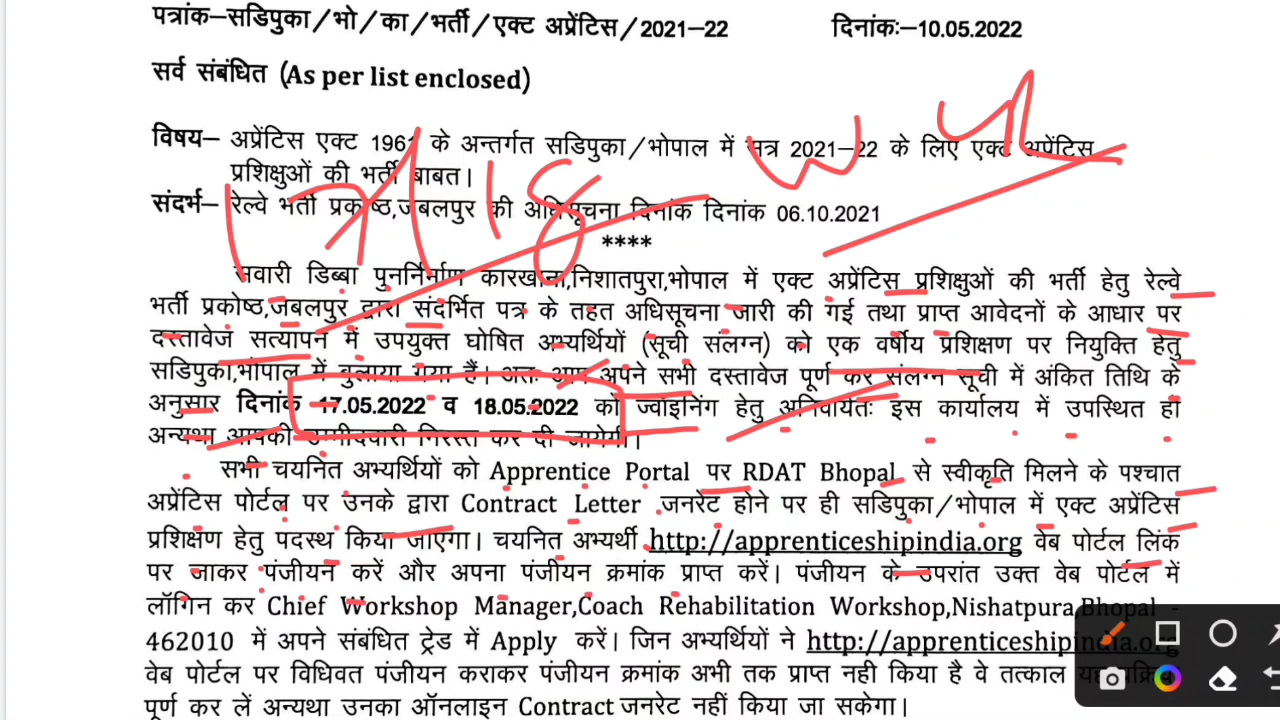 पत्रांक–सडिपुका/भो/का/भर्ती/एक्ट अप्रेंटिस/2021–22 दिनांकः–10.05.2022
सर्व संबंधित (As per list enclosed)
विषय– अप्रेंटिस एक्ट 1961 के अन्तर्गत सडिपुका/भोपाल में सत्र 2021–22 के लिए एक्ट अप्रेंटिस
प्रशिक्षुओं की भर्ती बाबत।
संदर्भ– रेल्वे भर्ती प्रकोष्ठ,जबलपुर की अधिसूचना दिनांक दिनांक 06.10.2021
****
सवारी डिब्बा पुनर्निर्माण कारखाना,निशातपुरा,भोपाल में एक्ट अप्रेंटिस प्रशिक्षुओं की भर्ती हेतु रेल्वे
भर्ती प्रकोष्ठ,जबलपुर द्वारा संदर्भित पत्र के तहत अधिसूचना जारी की गई तथा प्राप्त आवेदनों के आधार पर
दस्तावेज सत्यापन में उपयुक्त घोषित अभ्यर्थियों (सूची संलग्न) को एक वर्षीय प्रशिक्षण पर नियुक्ति हेतु
सडिपुका,भोपाल में बुलाया गया हैं। अतः आप अपने सभी दस्तावेज पूर्ण कर संलग्न सूची में अंकित तिथि के
अनुसार दिनांक 17.05.2022 व 18.05.2022 को ज्वाइनिंग हेतु अनिवार्यतः इस कार्यालय में उपस्थित हो
अन्यथा आपकी उम्मीदवारी निरस्त कर दी जायेगी।
सभी चयनित अभ्यर्थियों को Apprentice Portal पर RDAT Bhopal से स्वीकृति मिलने के पश्चात
अप्रेंटिस पोर्टल पर उनके द्वारा Contract Letter जनरेट होने पर ही सडिपुका/भोपाल में एक्ट अप्रेंटिस
प्रशिक्षण हेतु पदस्थ किया जाएगा। चयनित अभ्यर्थी http://apprenticeshipindia.org वेब पोर्टल लिंक
पर जाकर पंजीयन करें और अपना पंजीयन क्रमांक प्राप्त करें। पंजीयन के उपरांत उक्त वेब पोर्टल में
लॉगिन कर Chief Workshop Manager,Coach Rehabilitation Workshop,Nishatpura,Bhopal -
462010 में अपने संबंधित ट्रेड में Apply करें। जिन अभ्यर्थियों ने http://apprenticeshipindia.org
वेब पोर्टल पर विधिवत पंजीयन कराकर पंजीयन क्रमांक अभी तक प्राप्त नही किया है वे तत्काल यह
पूर्ण कर लें अन्यथा उनका ऑनलाइन Contract जनरेट नहीं किया जा सकेगा।